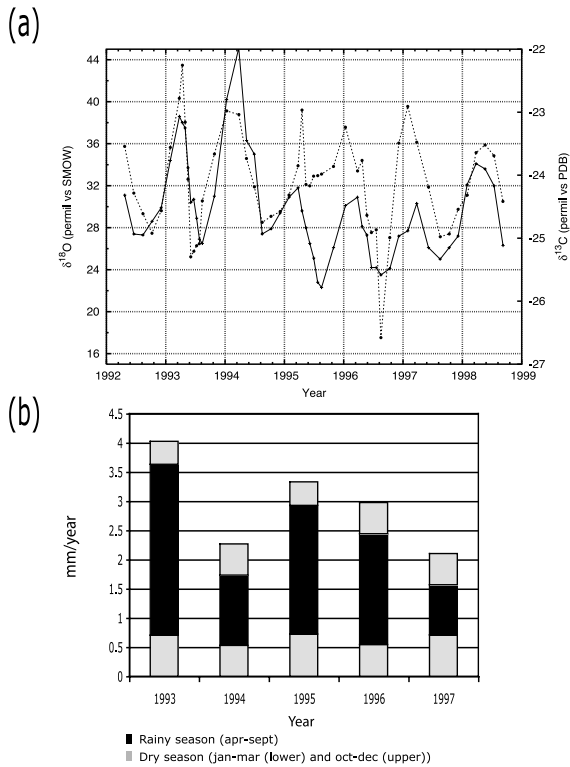 (a)
44
40
36
32
28
24
20
16
δ18O (permil vs SMOW)
-22
-23
-24
-25
-26
-27
δ13C (permil vs PDB)
1992 1993 1994 1995 1996 1997 1998 1999
Year
(b)
4.5
4
3.5
3
2.5
2
1.5
1
0.5
0
mm/year
1993 1994 1995 1996 1997
Year
Rainy season (apr-sept)
Dry season (jan-mar (lower) and oct-dec (upper))